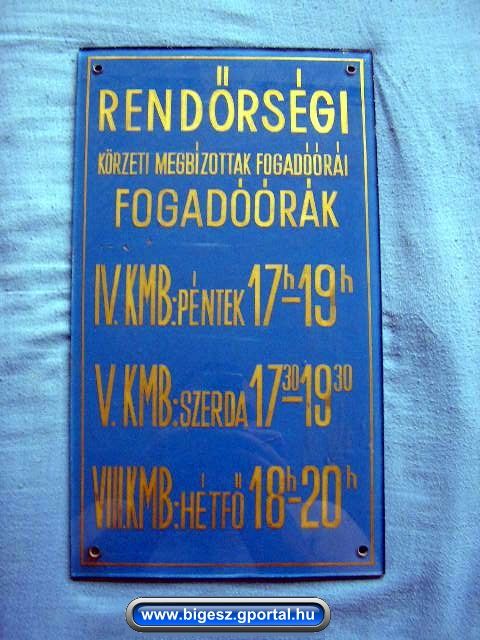 RENDŐRSÉGI
KÖRZETI MEGBÍZOTTAK FOGADÓÓRÁI
FOGADÓÓRÁK
IV. KMB: PÉNTEK 17h-19h
V. KMB: SZERDA 1730-1930
VIII. KMB: HÉTFŐ 18h-20h
www.bigesz.gportal.hu